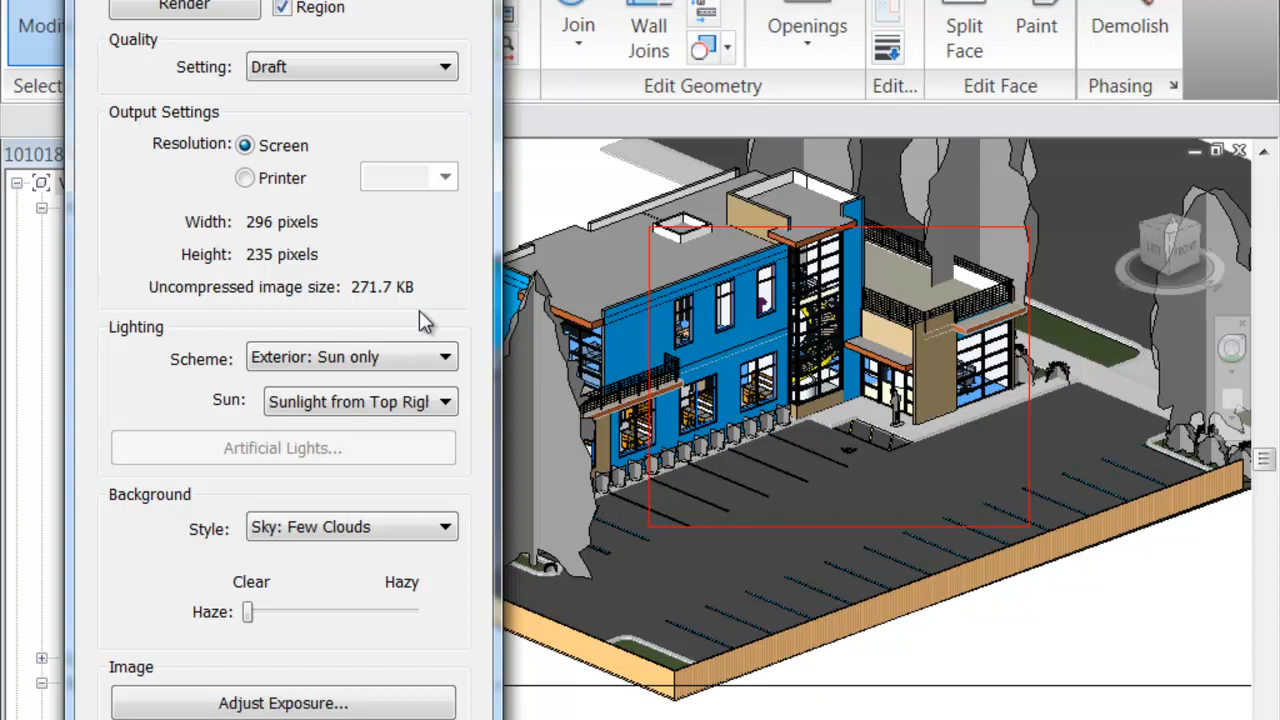 Render
Region
Quality
Setting: Draft
Output Settings
Resolution: Screen
Printer
Width: 296 pixels
Height: 235 pixels
Uncompressed image size: 271.7 KB
Lighting
Scheme: Exterior: Sun only
Sun: Sunlight from Top Righ
Artificial Lights...
Background
Style: Sky: Few Clouds
Clear Hazy
Haze:
Image
Adjust Exposure...
Modi
Select
101018
Join
Wall
Joins
Openings
Edit Geometry
Edit...
Split
Face
Paint
Edit Face
Demolish
Phasing
LEFT
FRONT